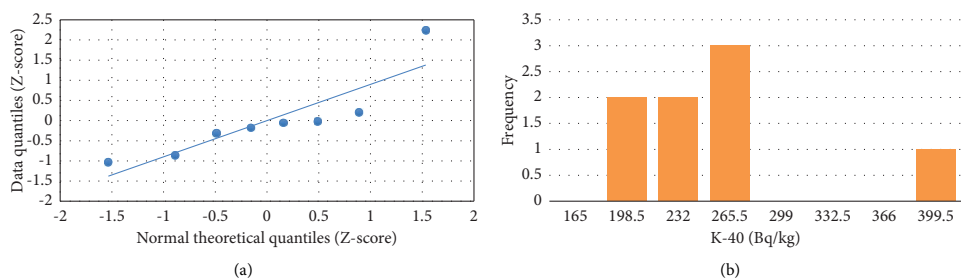 Data quantiles (Z-score)
2.5
2
1.5
1
0.5
0
-0.5
-1
-1.5
-2
-2 -1.5 -1 -0.5 0 0.5 1 1.5 2
Normal theoretical quantiles (Z-score)
(a)
Frequency
3.5
3
2.5
2
1.5
1
0.5
0
165 198.5 232 265.5 299 332.5 366 399.5
K-40 (Bq/kg)
(b)